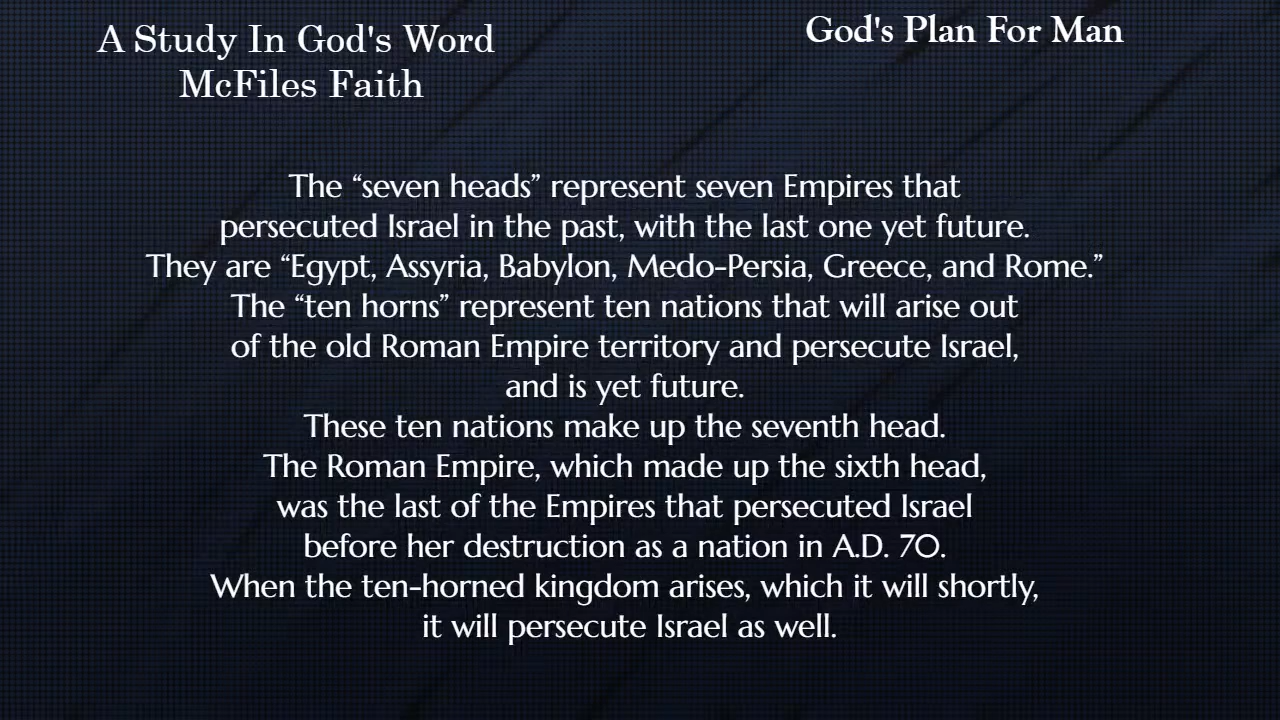 A Study In God's Word
McFiles Faith
God's Plan For Man
The “seven heads” represent seven Empires that
persecuted Israel in the past, with the last one yet future.
They are “Egypt, Assyria, Babylon, Medo-Persia, Greece, and Rome.”
The “ten horns” represent ten nations that will arise out
of the old Roman Empire territory and persecute Israel,
and is yet future.
These ten nations make up the seventh head.
The Roman Empire, which made up the sixth head,
was the last of the Empires that persecuted Israel
before her destruction as a nation in A.D. 70.
When the ten-horned kingdom arises, which it will shortly,
it will persecute Israel as well.